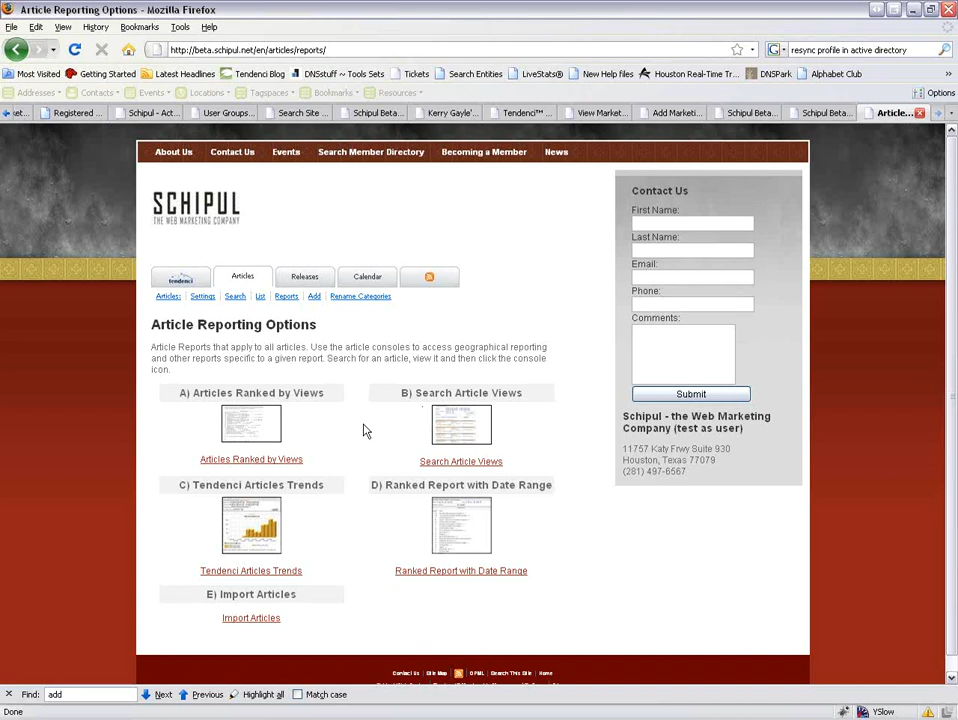 Article Reporting Options - Mozilla Firefox
File Edit View History Bookmarks Tools Help
http://beta.schipul.net/en/articles/reports/ resync profile in active directory
Most Visited Getting Started Latest Headlines Tendenci Blog DNSstuff ~ Tools Sets Tickets Search Entities LiveStats® New Help files Houston Real-Time Tr... DNSPark Alphabet Club »
Addresses Contacts Events Locations Tagspaces Bookmarks Resources Options
ket... Registered ... Schipul - Act... User Groups... Search Site ... Schipul Beta... Kerry Gayle'... Tendenci™ ... View Market... Add Marketi... Schipul Beta... Schipul Beta... Article...
About Us Contact Us Events Search Member Directory Becoming a Member News
SCHIPUL
THE WEB MARKETING COMPANY
tendenci Articles Releases Calendar
Articles: Settings Search List Reports Add Rename Categories
Article Reporting Options
Article Reports that apply to all articles. Use the article consoles to access geographical reporting
and other reports specific to a given report. Search for an article, view it and then click the console
icon.
A) Articles Ranked by Views B) Search Article Views
Articles Ranked by Views Search Article Views
C) Tendenci Articles Trends D) Ranked Report with Date Range
Tendenci Articles Trends Ranked Report with Date Range
E) Import Articles
Import Articles
Contact Us
First Name:
Last Name:
Email:
Phone:
Comments:
Submit
Schipul - the Web Marketing
Company (test as user)
11757 Katy Frwy Suite 930
Houston, Texas 77079
(281) 497-6567
Contact Us Site Map OPML Search This Site Home
Find: add Next Previous Highlight all Match case
Done YSlow